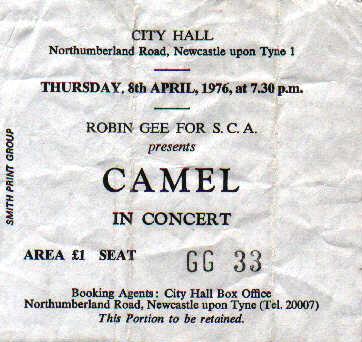 CITY HALL
Northumberland Road, Newcastle upon Tyne 1
THURSDAY, 8th APRIL, 1976, at 7.30 p.m.
ROBIN GEE FOR S. C. A.
presents
CAMEL
IN CONCERT
AREA £1 SEAT GG 33
Booking Agents: City Hall Box Office
Northumberland Road, Newcastle upon Tyne (Tel. 20007)
This Portion to be retained.
SMITH PRINT GROUP